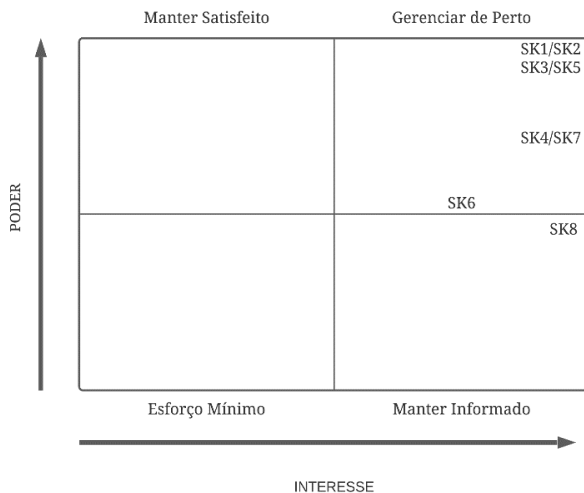 Manter Satisfeito
Gerenciar de Perto
SK1/SK2
SK3/SK5
SK4/SK7
PODER
SK6
SK8
Esforço Mínimo
Manter Informado
INTERESSE